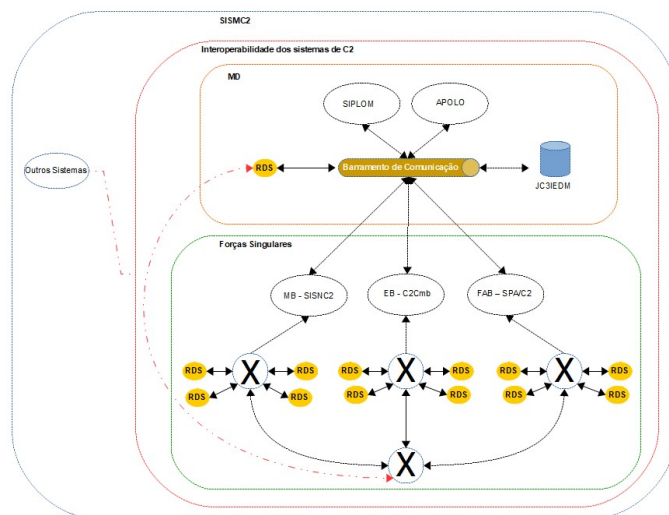 SISMC2
Interoperabilidade dos sistemas de C2
MD
SIPLOM
APOLO
Outros Sistemas
RDS
Barramento de Comunicação
JC3IEDM
Forças Singulares
MB - SISNC2
EB - C2Cmb
FAB – SPA/C2
X
X
X
RDS
RDS
RDS
RDS
RDS
RDS
RDS
RDS
RDS
RDS
RDS
RDS
X